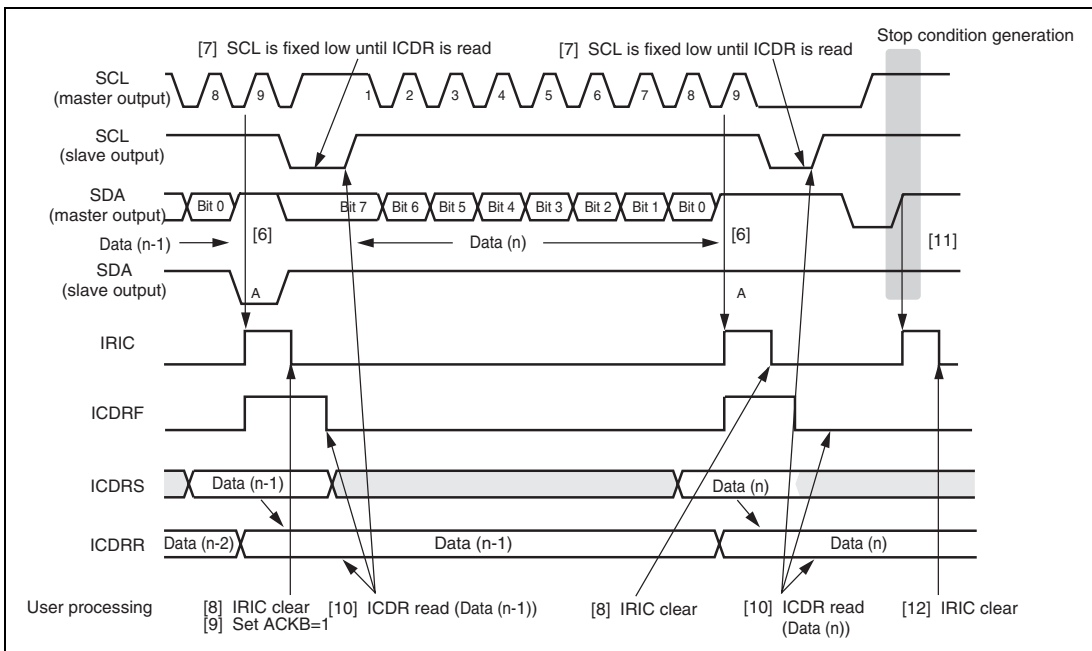 Stop condition generation
[7] SCL is fixed low until ICDR is read
[7] SCL is fixed low until ICDR is read
SCL
(master output)
8 9 1 2 3 4 5 6 7 8 9
SCL
(slave output)
SDA
(master output)
Bit 0 Bit 7 Bit 6 Bit 5 Bit 4 Bit 3 Bit 2 Bit 1 Bit 0
Data (n-1) [6] Data (n) [6] [11]
SDA
(slave output)
A A
IRIC
ICDRF
ICDRS Data (n-1) Data (n)
ICDRR Data (n-2) Data (n-1) Data (n)
User processing
[8] IRIC clear
[9] Set ACKB=1
[10] ICDR read (Data (n-1))
[8] IRIC clear
[10] ICDR read
(Data (n))
[12] IRIC clear